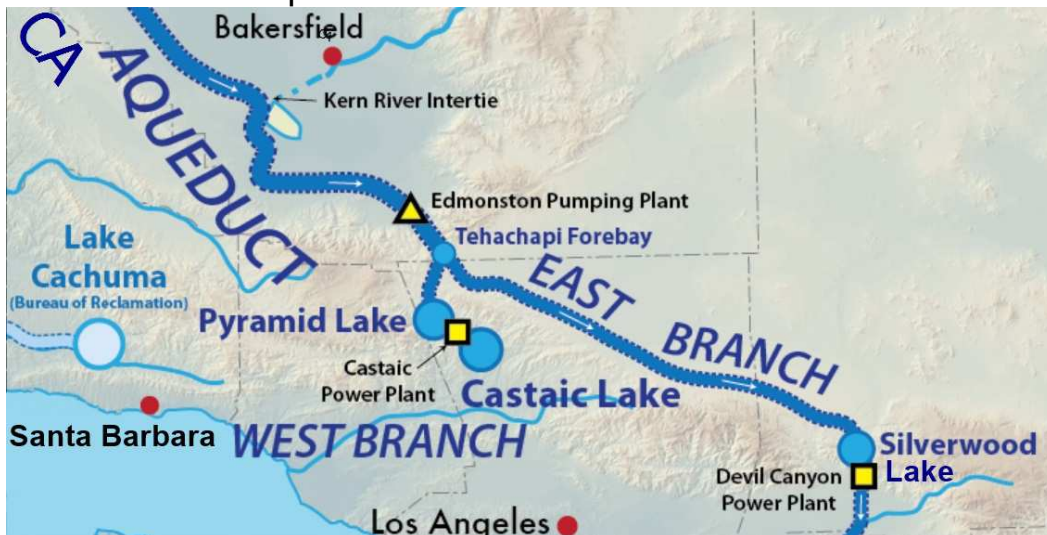 CA
Bakersfield
AQUEDUCT
Kern River Intertie
Edmonston Pumping Plant
Tehachapi Forebay
Lake
Cachuma
(Bureau of Reclamation)
EAST BRANCH
Pyramid Lake
Castaic
Power Plant
Castaic Lake
Santa Barbara
WEST BRANCH
Silverwood
Lake
Devil Canyon
Power Plant
Los Angeles